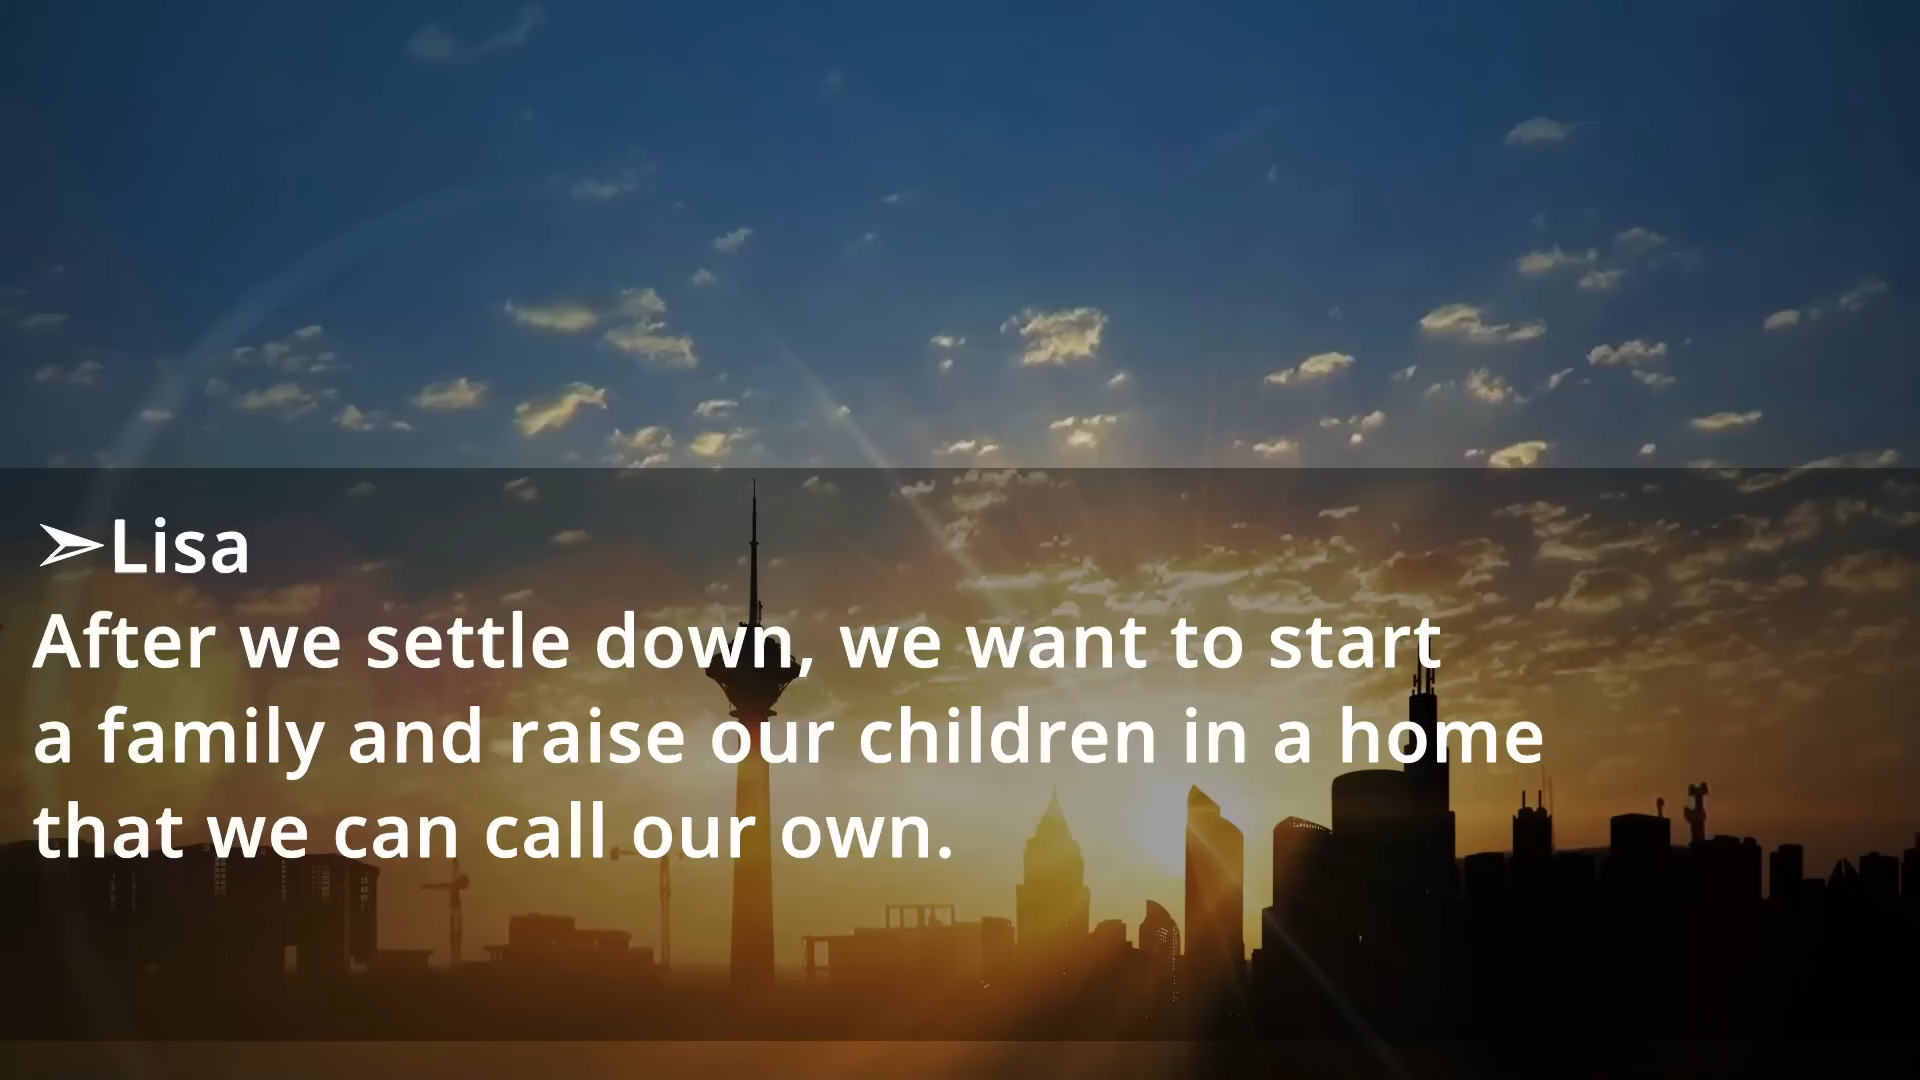 ➢Lisa
After we settle down, we want to start
a family and raise our children in a home
that we can call our own.